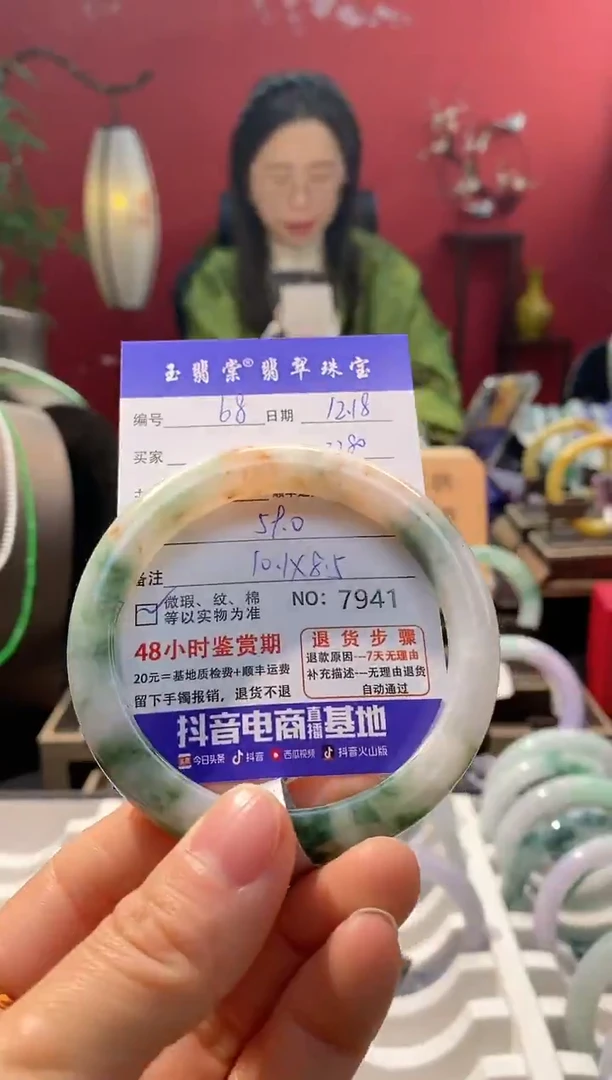 玉翡棠®翡翠珠宝
编号 68 日期 12.18
买家
59.0
备注 10.1X8.5
微瑕、纹、棉
等以实物为准
NO: 7941
48小时鉴赏期
20元=基地质检费+顺丰运费
留下手镯报销，退货不退
退货步骤
退款原因---7天无理由
补充描述---无理由退货
自动通过
抖音电商直播基地
今日头条 抖音 西瓜视频 抖音火山版